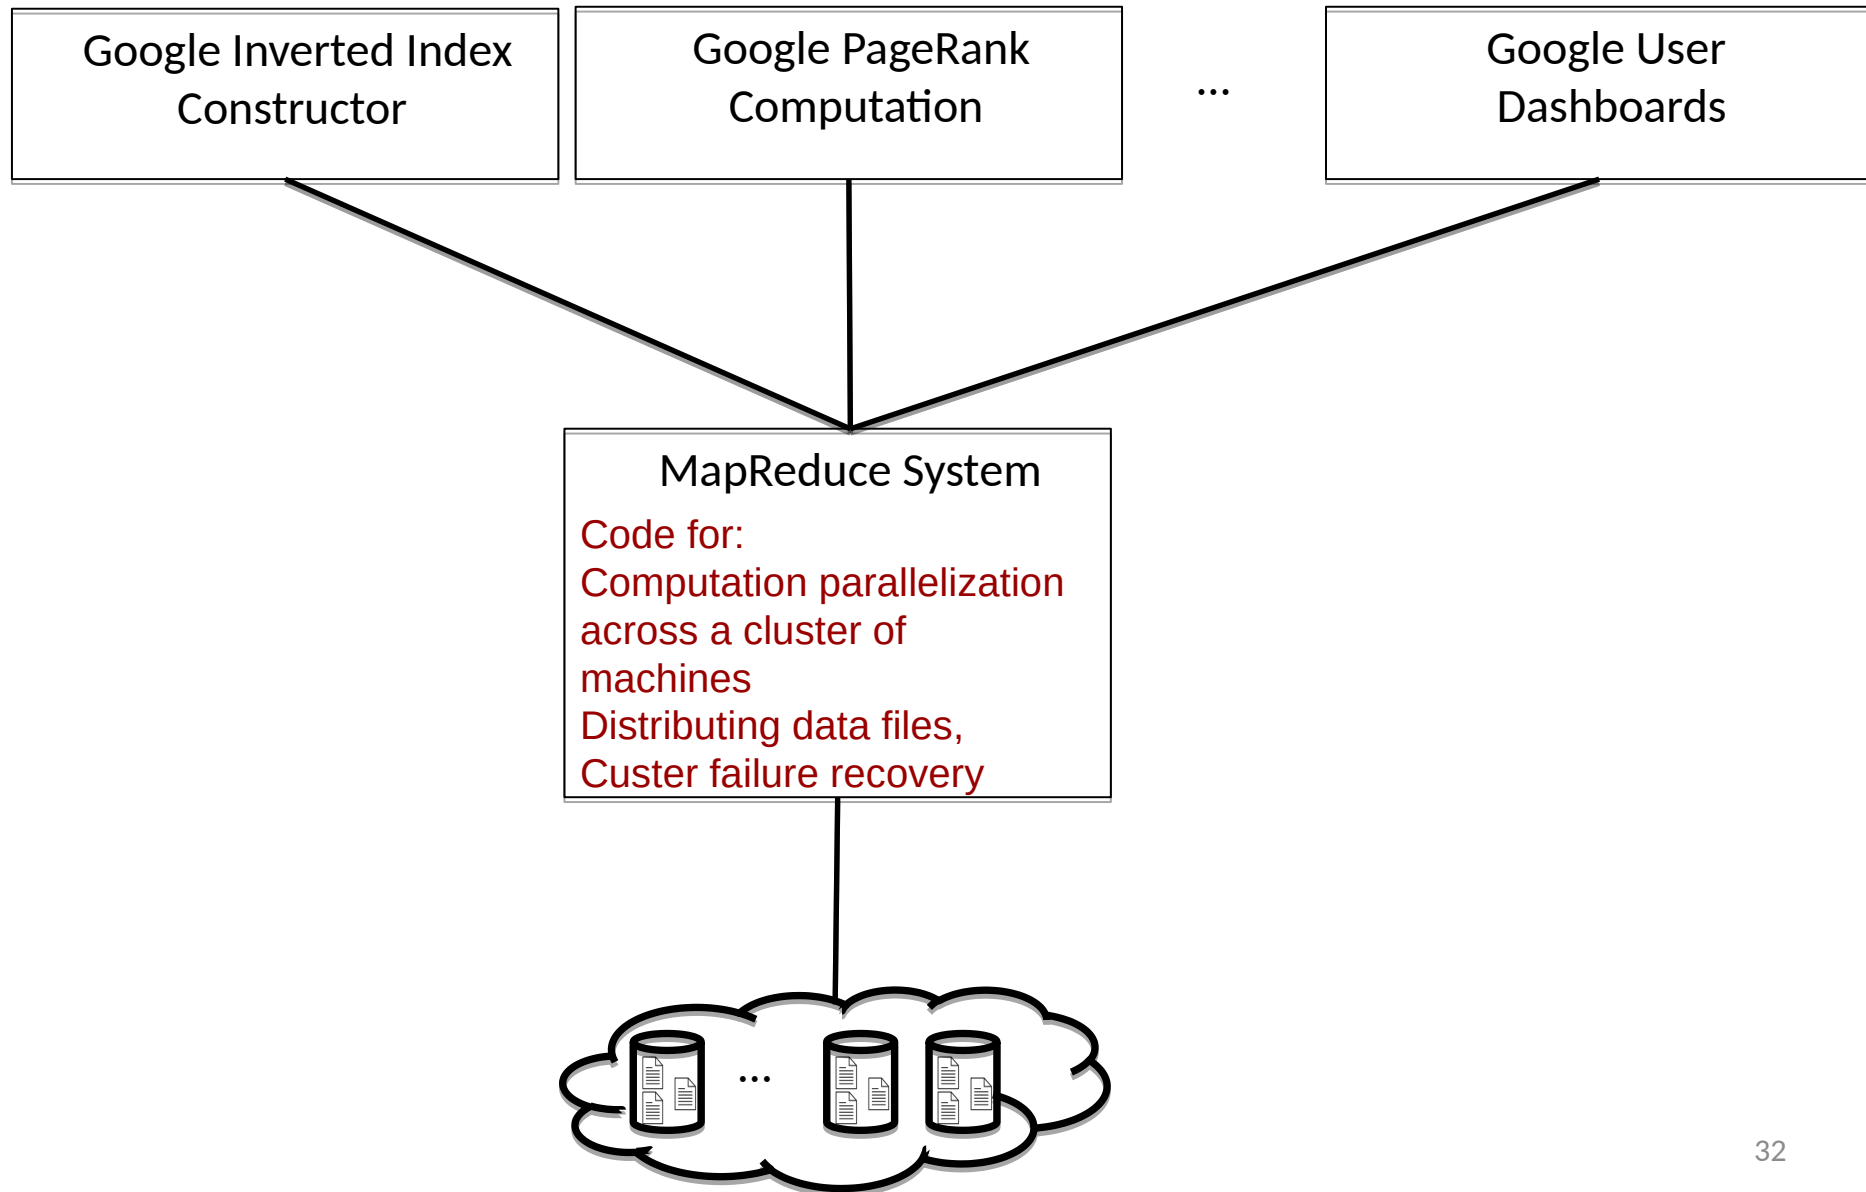 Google Inverted Index
Constructor
Google PageRank
Computation
...
Google User
Dashboards
MapReduce System
Code for:
Computation parallelization
across a cluster of
machines
Distributing data files,
Custer failure recovery
...
32